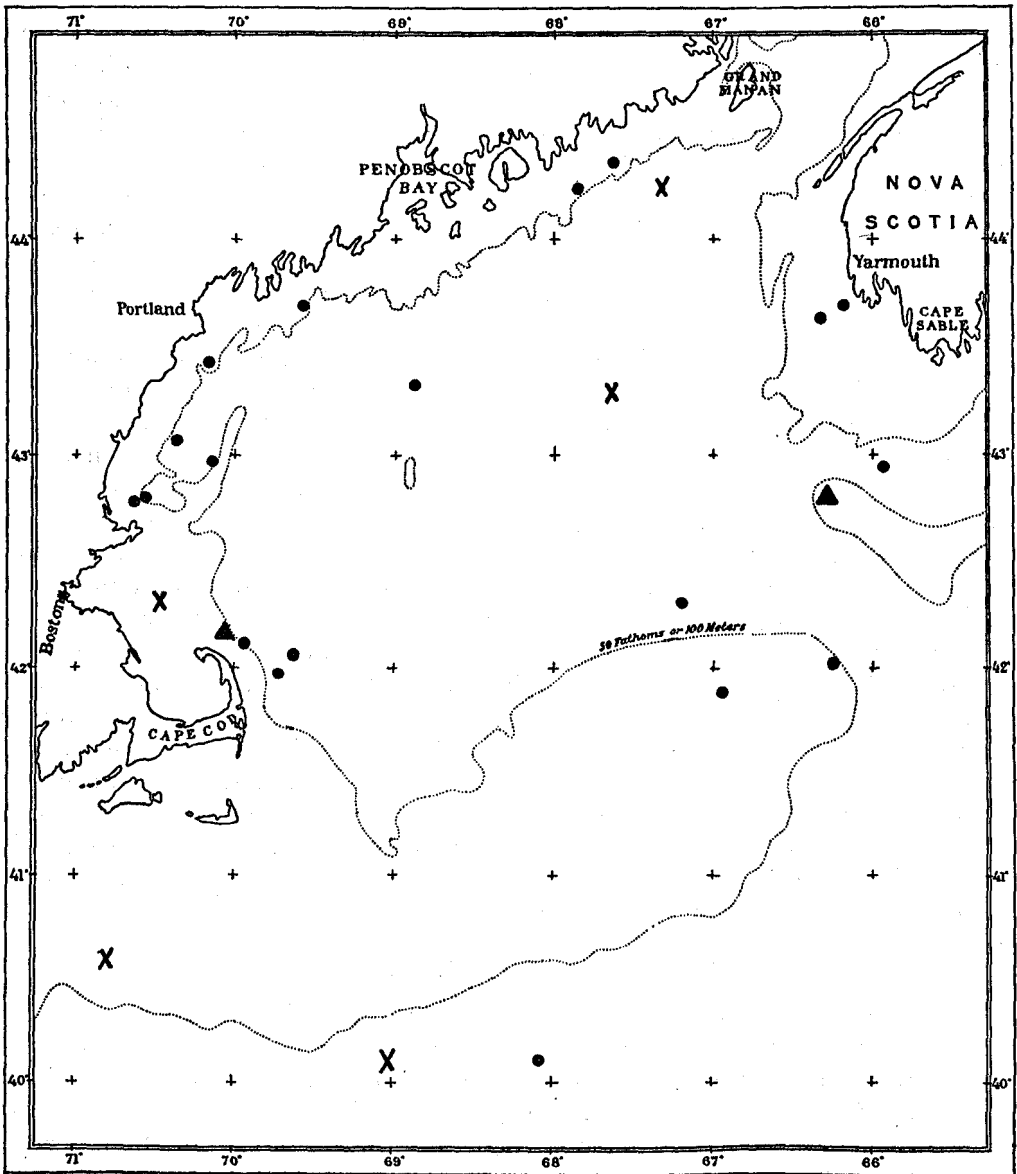 71° 70° 69° 68° 67° 66°
GRAND
MANAN
PENOBSCOT
BAY
NOVA
SCOTIA
44° 44°
Yarmouth
Portland
CAPE
SABLE
43° 43°
Boston
50 Fathoms or 100 Meters
42° 42°
CAPE COD
41° 41°
40° 40°
71° 70° 69° 68° 67° 66°